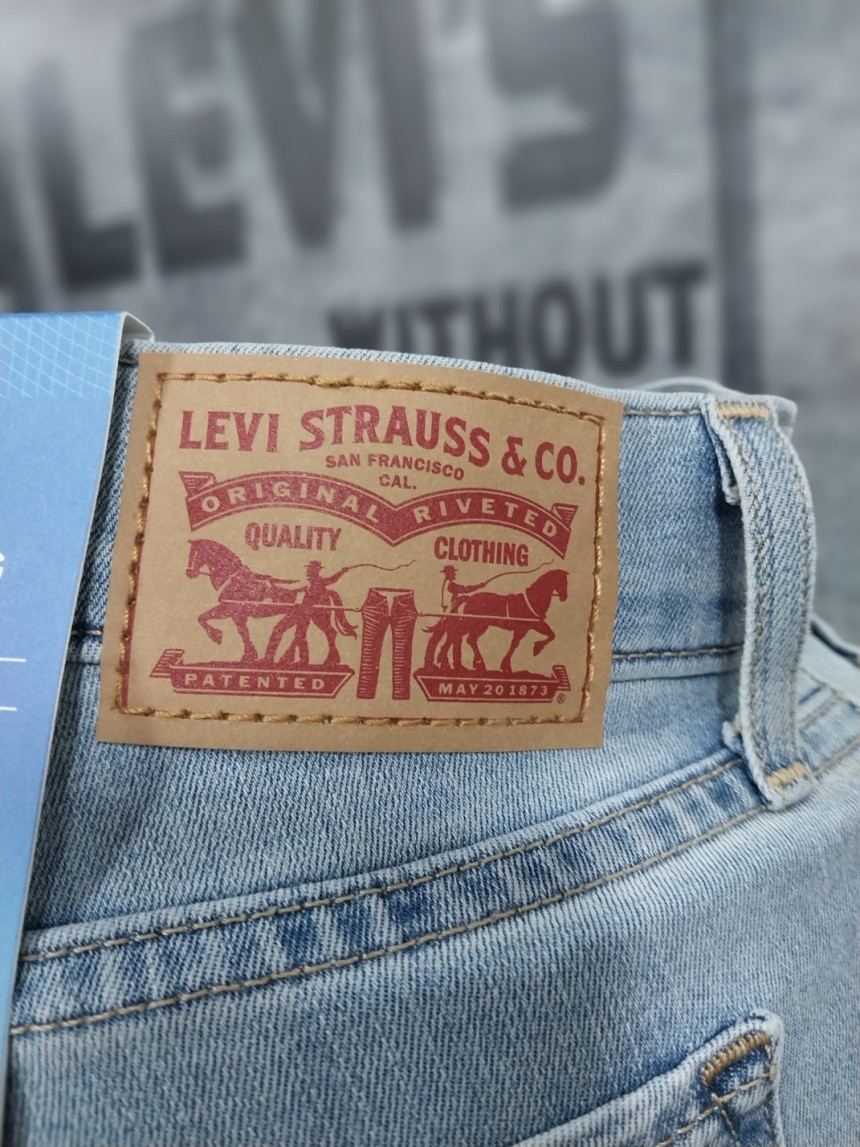 LEVI'S
WITHOUT
LEVI STRAUSS & CO.
SAN FRANCISCO
CAL.
ORIGINAL RIVETED
QUALITY CLOTHING
PATENTED MAY 20 1873 ®